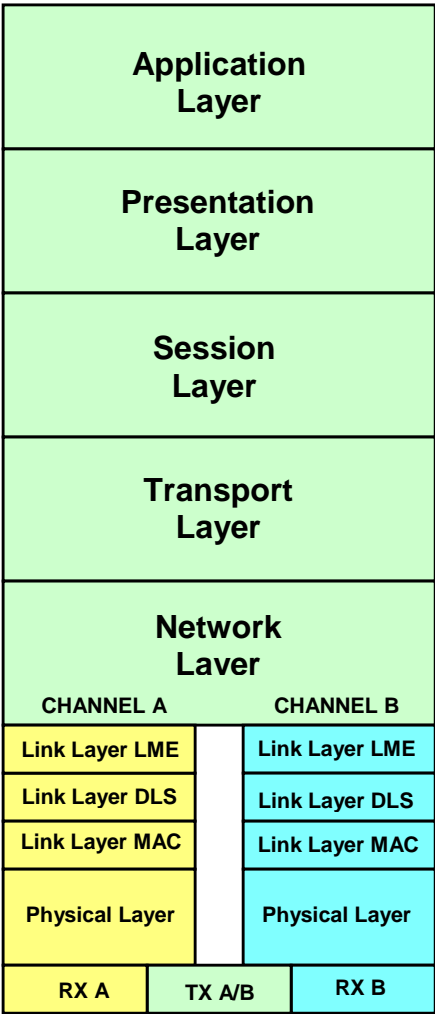 Application
Layer
Presentation
Layer
Session
Layer
Transport
Layer
Network
Laver
CHANNEL A
CHANNEL B
Link Layer LME
Link Layer LME
Link Layer DLS
Link Layer DLS
Link Layer MAC
Link Layer MAC
Physical Layer
Physical Layer
RX A
TX A/B
RX B